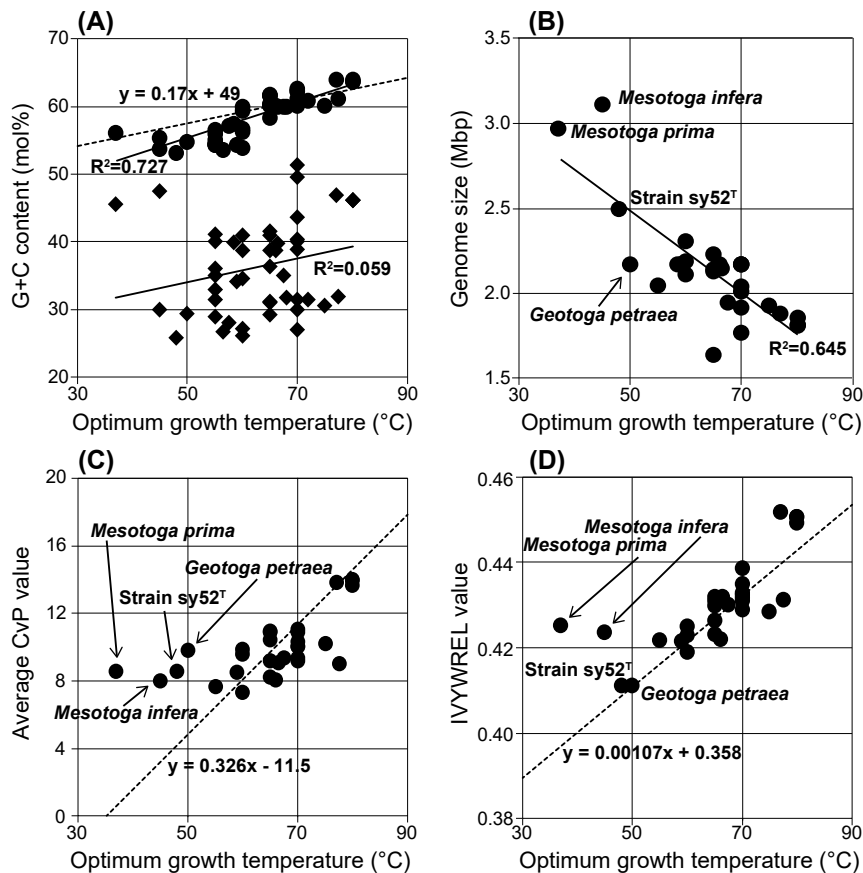 (A)
G+C content (mol%)
70
60
50
40
30
20
y = 0.17x + 49
R²=0.727
R²=0.059
30 50 70 90
Optimum growth temperature (°C)
(B)
Genome size (Mbp)
3.5
3.0
2.5
2.0
1.5
Mesotoga infera
Mesotoga prima
Strain sy52ᵀ
Geotoga petraea
R²=0.645
30 50 70 90
Optimum growth temperature (°C)
(C)
Average CvP value
20
16
12
8
4
0
Mesotoga prima
Geotoga petraea
Strain sy52ᵀ
Mesotoga infera
y = 0.326x - 11.5
30 50 70 90
Optimum growth temperature (°C)
(D)
IVYWREL value
0.46
0.44
0.42
0.40
0.38
Mesotoga infera
Mesotoga prima
Strain sy52ᵀ
Geotoga petraea
y = 0.00107x + 0.358
30 50 70 90
Optimum growth temperature (°C)